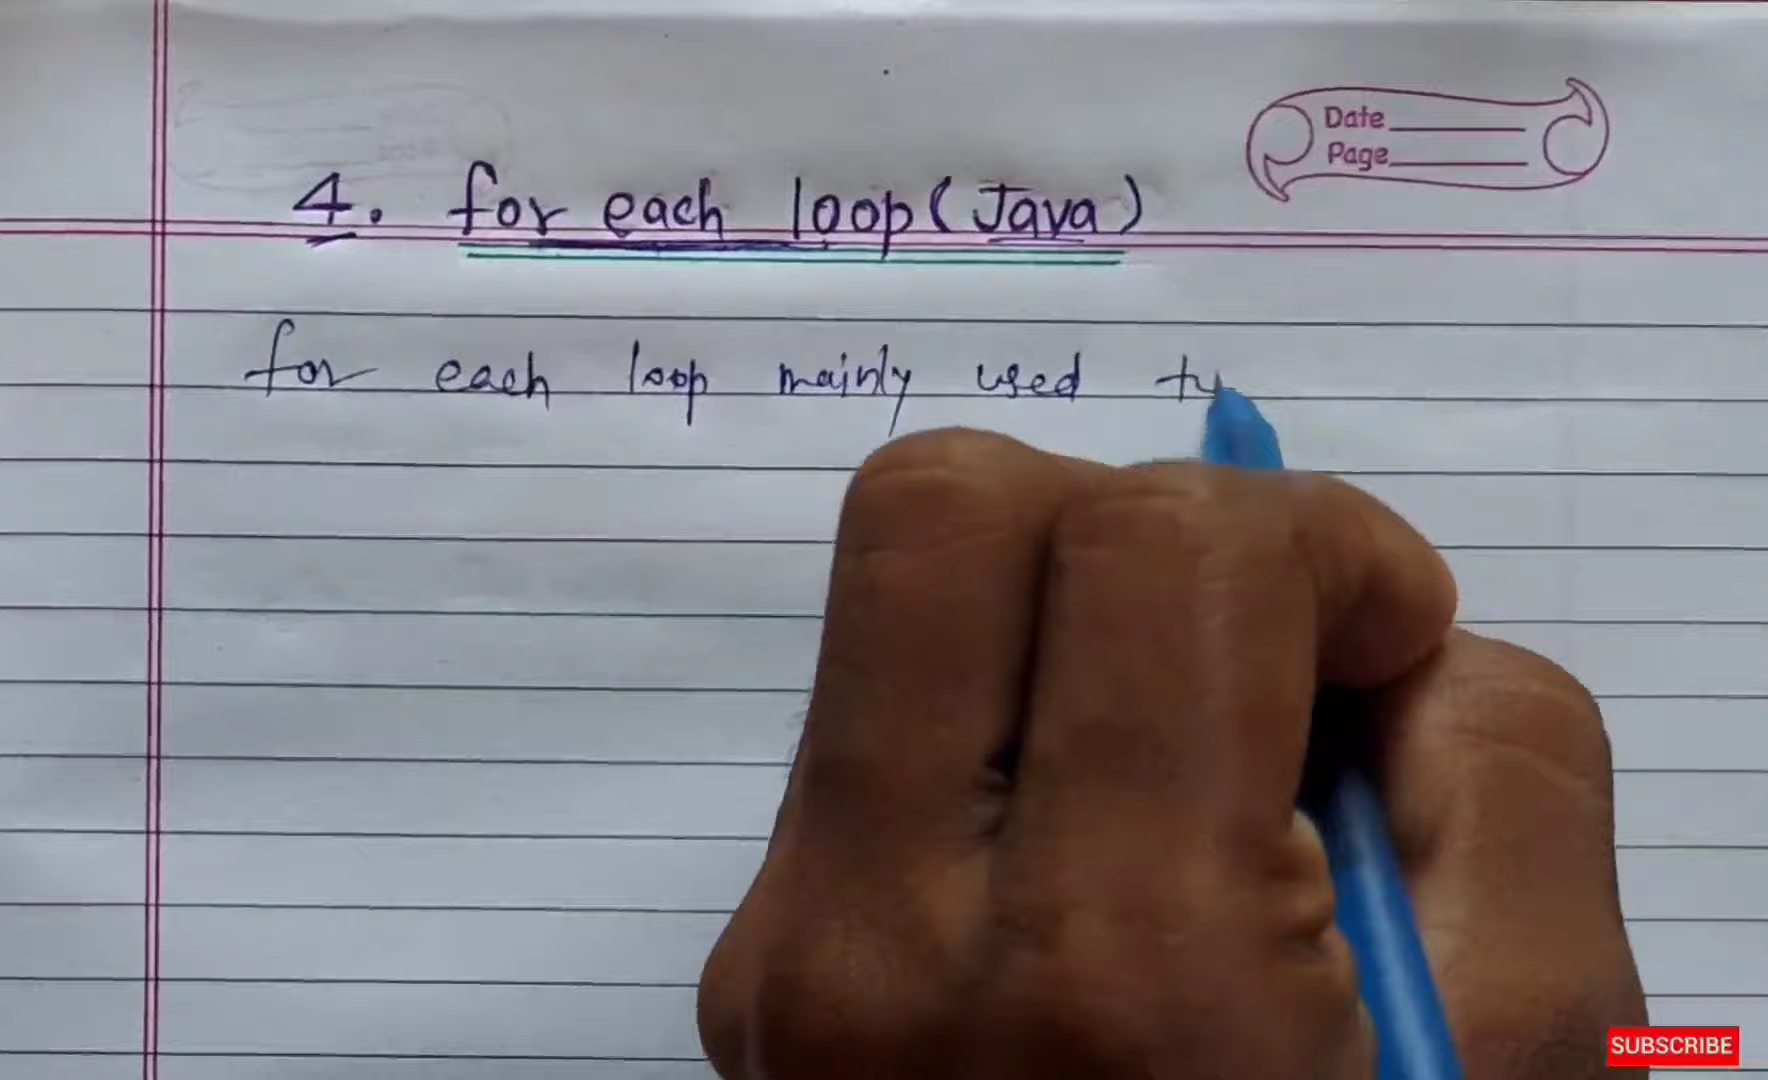 Date
Page
4. for each loop (Java)
for each loop mainly used
SUBSCRIBE